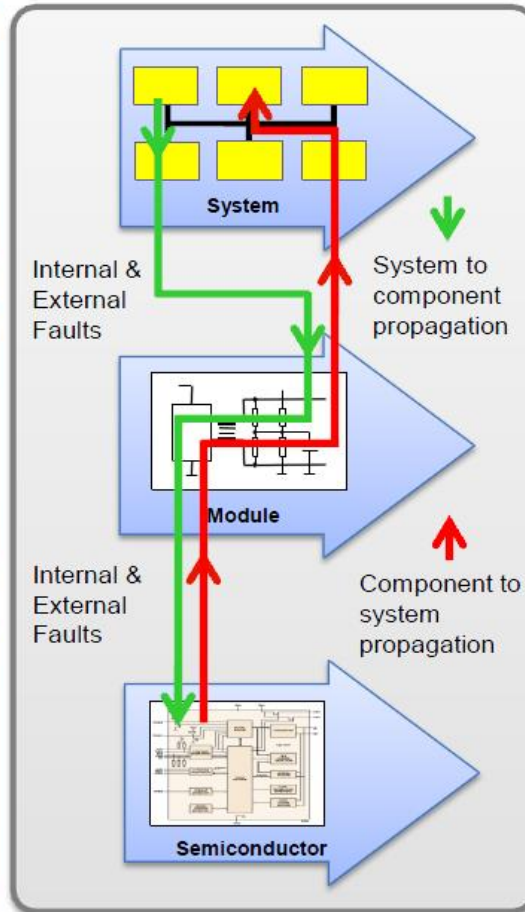 System
Internal &
External
Faults
System to
component
propagation
Module
Internal &
External
Faults
Component to
system
propagation
Semiconductor